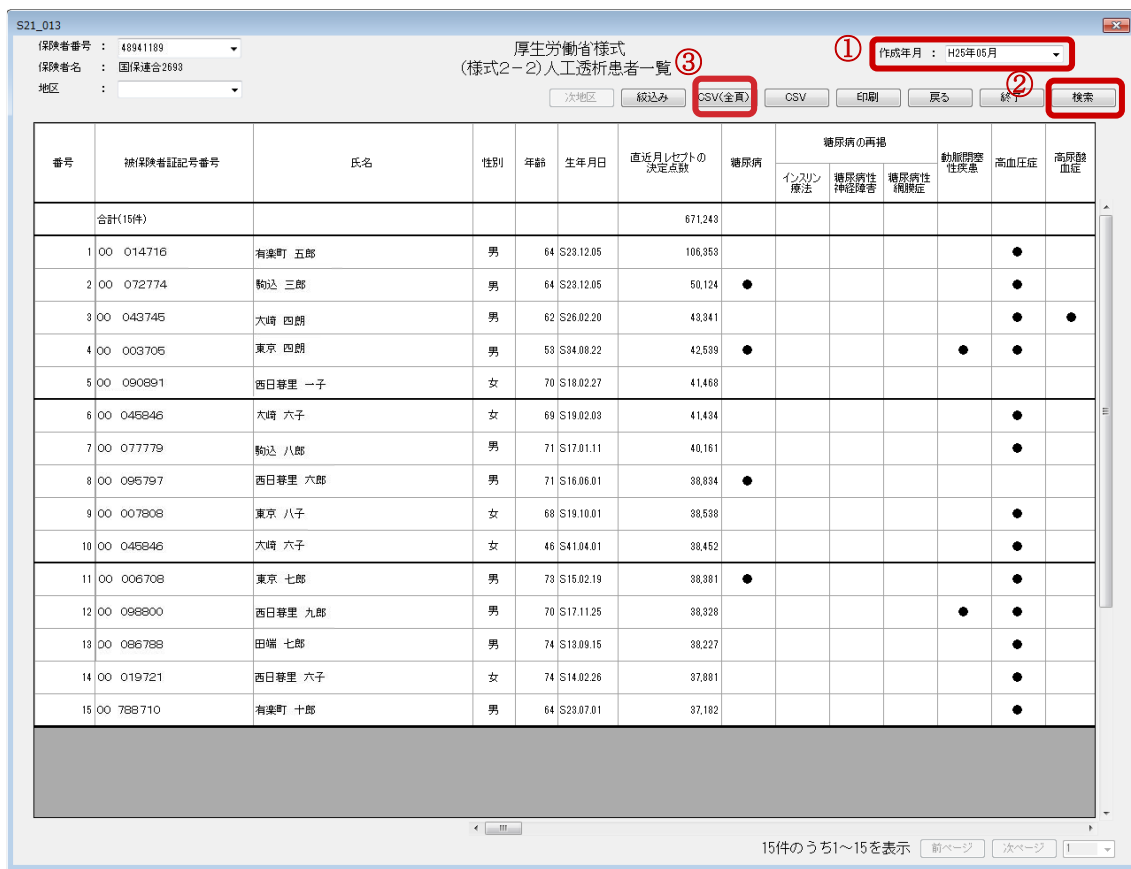 S21_013
保険者番号 ： 48941189
保険者名 ： 国保連合2693
地区 ：
厚生労働省様式
(様式2－2)人工透析患者一覧
③
①
作成年月 ： H25年05月
②
次地区 絞込み CSV(全頁) CSV 印刷 戻る 終了 検索
番号 被保険者証記号番号 氏名 性別 年齢 生年月日 直近月レセプトの決定点数 糖尿病 糖尿病の再掲 インスリン療法 糖尿病性神経障害 糖尿病性網膜症 動脈閉塞性疾患 高血圧症 高尿酸血症
合計(15件) 671,243
1 00 014716 有楽町 五郎 男 64 S23.12.05 106,353 ●
2 00 072774 駒込 三郎 男 64 S23.12.05 50,124 ● ●
3 00 043745 大崎 四朗 男 62 S26.02.20 43,341 ● ●
4 00 003705 東京 四朗 男 53 S34.08.22 42,539 ● ● ●
5 00 090891 西日暮里 一子 女 70 S18.02.27 41,468
6 00 045846 大崎 六子 女 69 S19.02.03 41,434 ●
7 00 077779 駒込 八郎 男 71 S17.01.11 40,161 ●
8 00 095797 西日暮里 六郎 男 71 S16.06.01 38,834 ●
9 00 007808 東京 八子 女 68 S19.10.01 38,538 ●
10 00 045846 大崎 六子 女 46 S41.04.01 38,452 ●
11 00 006708 東京 七郎 男 73 S15.02.19 38,381 ● ●
12 00 098800 西日暮里 九郎 男 70 S17.11.25 38,328 ● ●
13 00 086788 田端 七郎 男 74 S13.09.15 38,227 ●
14 00 019721 西日暮里 六子 女 74 S14.02.26 37,881 ●
15 00 788710 有楽町 十郎 男 64 S23.07.01 37,182 ●
15件のうち1～15を表示 前ページ 次ページ 1